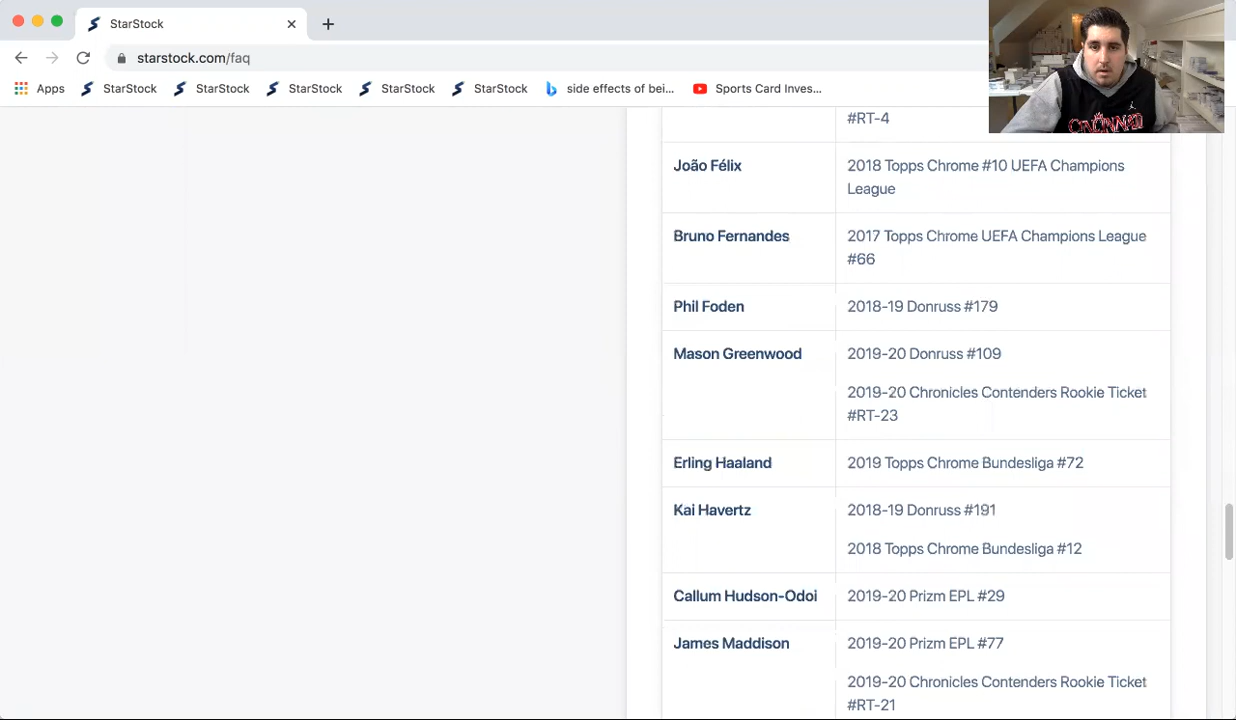 StarStock
starstock.com/faq
Apps
StarStock
StarStock
StarStock
StarStock
StarStock
side effects of bei...
Sports Card Inves...
#RT-4
João Félix
2018 Topps Chrome #10 UEFA Champions
League
Bruno Fernandes
2017 Topps Chrome UEFA Champions League
#66
Phil Foden
2018-19 Donruss #179
Mason Greenwood
2019-20 Donruss #109
2019-20 Chronicles Contenders Rookie Ticket
#RT-23
Erling Haaland
2019 Topps Chrome Bundesliga #72
Kai Havertz
2018-19 Donruss #191
2018 Topps Chrome Bundesliga #12
Callum Hudson-Odoi
2019-20 Prizm EPL #29
James Maddison
2019-20 Prizm EPL #77
2019-20 Chronicles Contenders Rookie Ticket
#RT-21
CINCINNATI